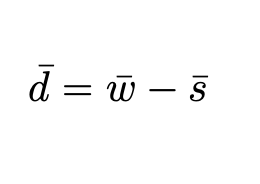 d̄ = w̄ − s̄